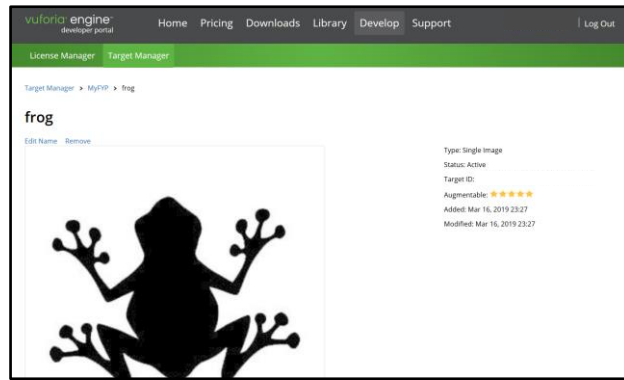 vuforia engine
developer portal
Home Pricing Downloads Library Develop Support | Log Out
License Manager Target Manager
Target Manager > MyFYP > frog
frog
Edit Name Remove
Type: Single Image
Status: Active
Target ID:
Augmentable: ★★★★★
Added: Mar 16, 2019 23:27
Modified: Mar 16, 2019 23:27